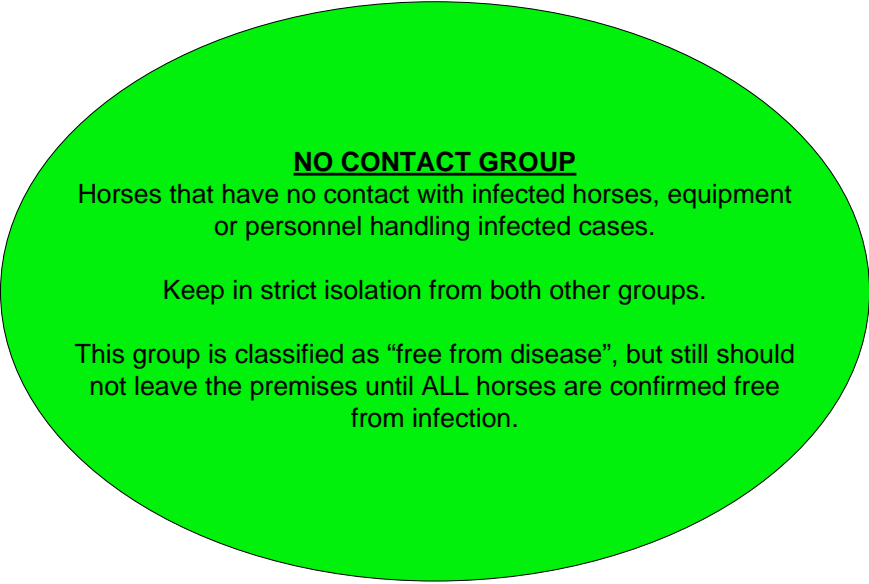 NO CONTACT GROUP
Horses that have no contact with infected horses, equipment
or personnel handling infected cases.
Keep in strict isolation from both other groups.
This group is classified as “free from disease”, but still should
not leave the premises until ALL horses are confirmed free
from infection.